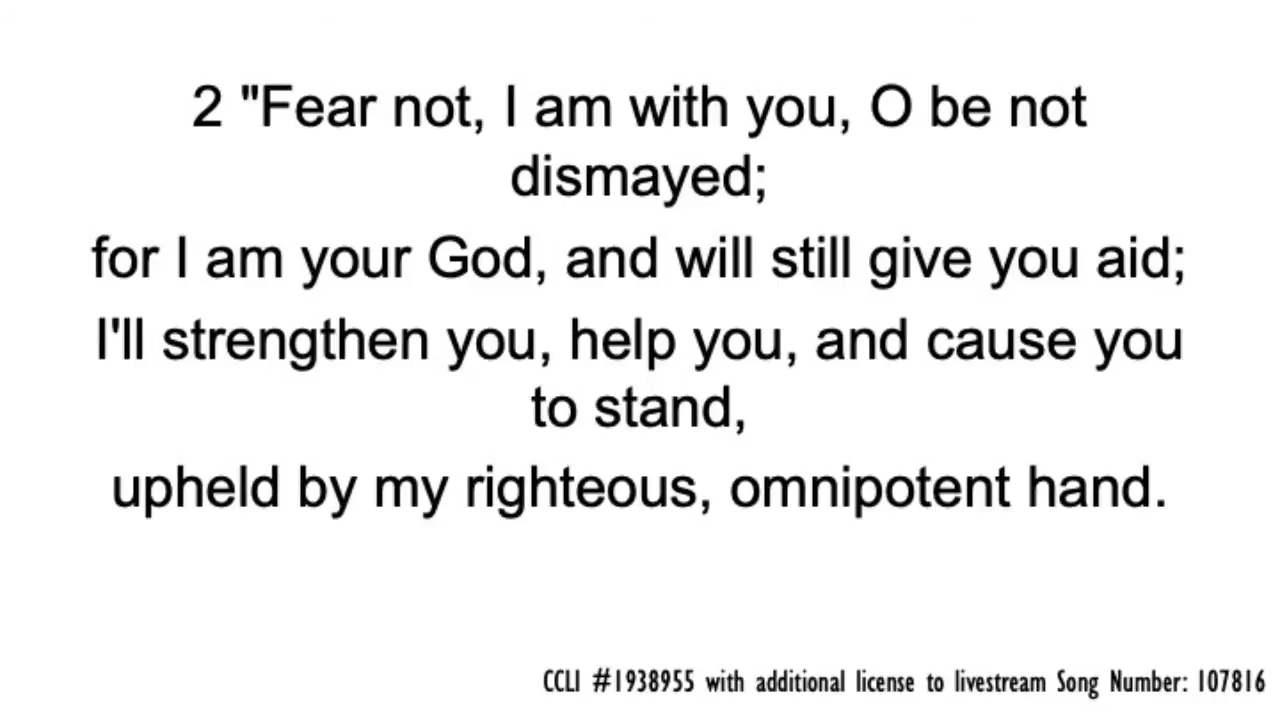 2 "Fear not, I am with you, O be not
dismayed;
for I am your God, and will still give you aid;
I'll strengthen you, help you, and cause you
to stand,
upheld by my righteous, omnipotent hand.
CCLI #1938955 with additional license to livestream Song Number: 107816